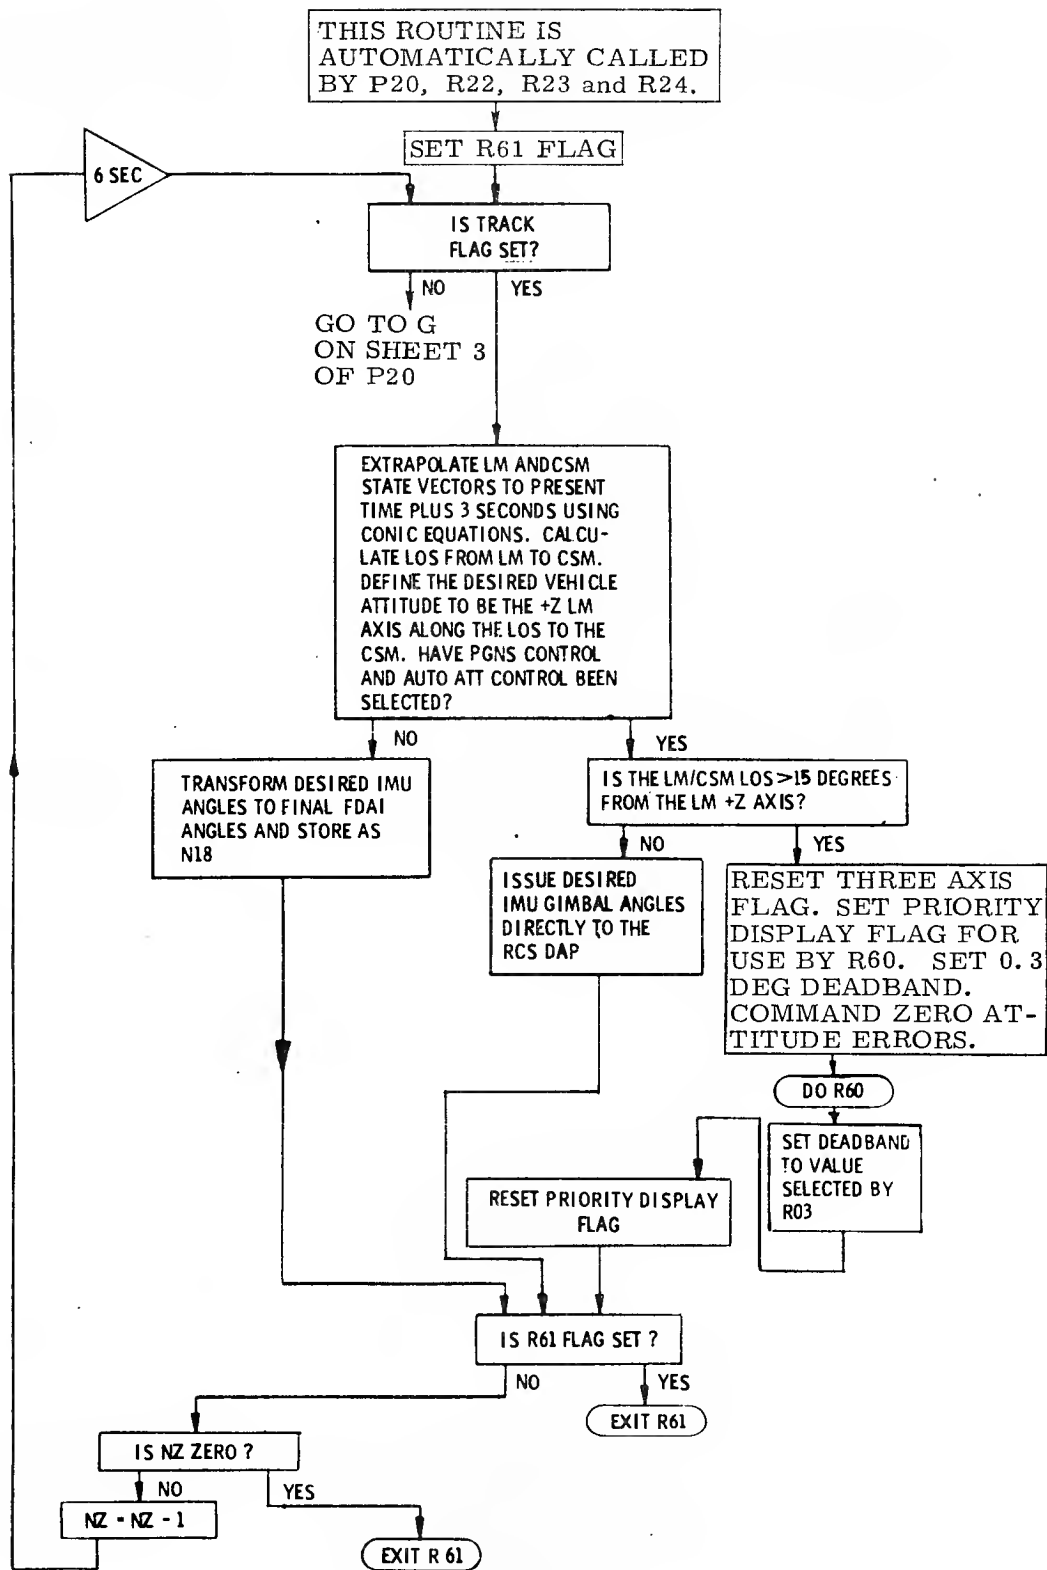 THIS ROUTINE IS
AUTOMATICALLY CALLED
BY P20, R22, R23 and R24.
SET R61 FLAG
6 SEC
IS TRACK
FLAG SET?
NO
YES
GO TO G
ON SHEET 3
OF P20
EXTRAPOLATE LM AND CSM
STATE VECTORS TO PRESENT
TIME PLUS 3 SECONDS USING
CONIC EQUATIONS. CALCU-
LATE LOS FROM LM TO CSM.
DEFINE THE DESIRED VEHICLE
ATTITUDE TO BE THE +Z LM
AXIS ALONG THE LOS TO THE
CSM. HAVE PGNS CONTROL
AND AUTO ATT CONTROL BEEN
SELECTED?
NO
YES
TRANSFORM DESIRED IMU
ANGLES TO FINAL FDAI
ANGLES AND STORE AS
N18
IS THE LM/CSM LOS >15 DEGREES
FROM THE LM +Z AXIS?
NO
YES
ISSUE DESIRED
IMU GIMBAL ANGLES
DIRECTLY TO THE
RCS DAP
RESET THREE AXIS
FLAG. SET PRIORITY
DISPLAY FLAG FOR
USE BY R60. SET 0.3
DEG DEADBAND.
COMMAND ZERO AT-
TITUDE ERRORS.
DO R60
SET DEADBAND
TO VALUE
SELECTED BY
R03
RESET PRIORITY DISPLAY
FLAG
IS R61 FLAG SET ?
NO
YES
EXIT R61
IS NZ ZERO ?
NO
YES
NZ = NZ - 1
EXIT R 61